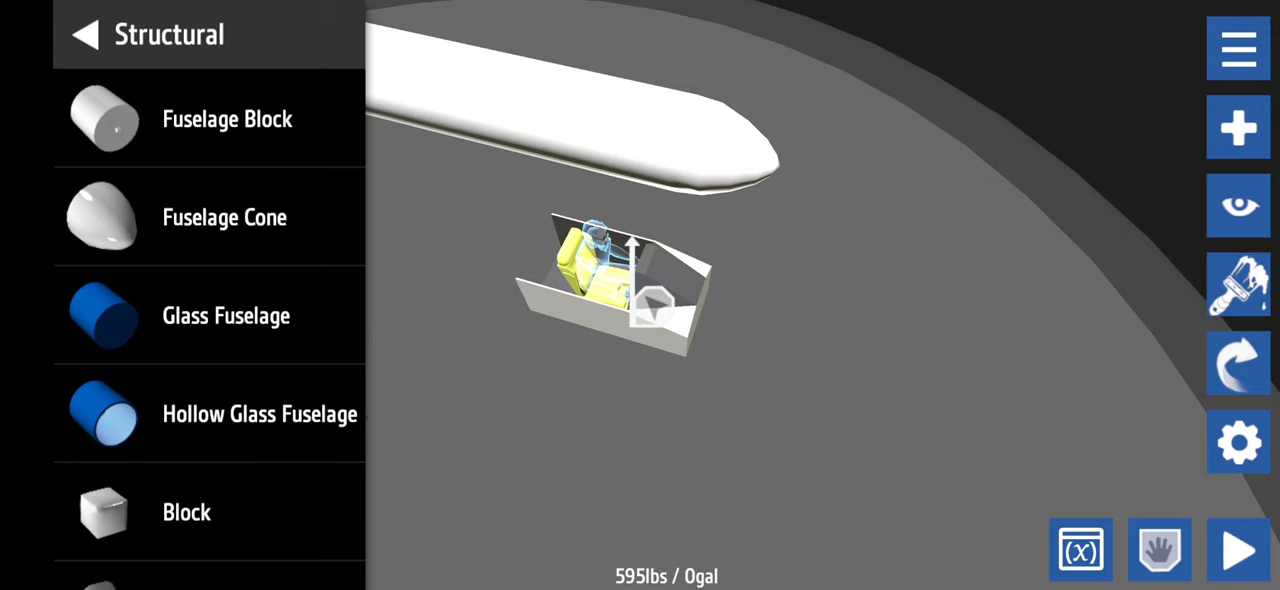 Structural
Fuselage Block
Fuselage Cone
Glass Fuselage
Hollow Glass Fuselage
Block
595lbs / 0gal
(x)